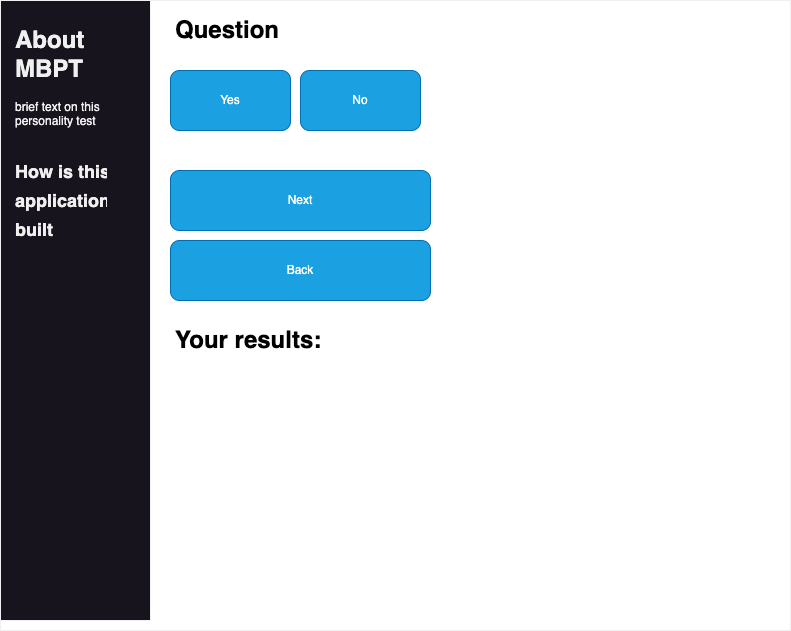 About
MBPT
brief text on this
personality test
How is this
application
built
Question
Yes
No
Next
Back
Your results: